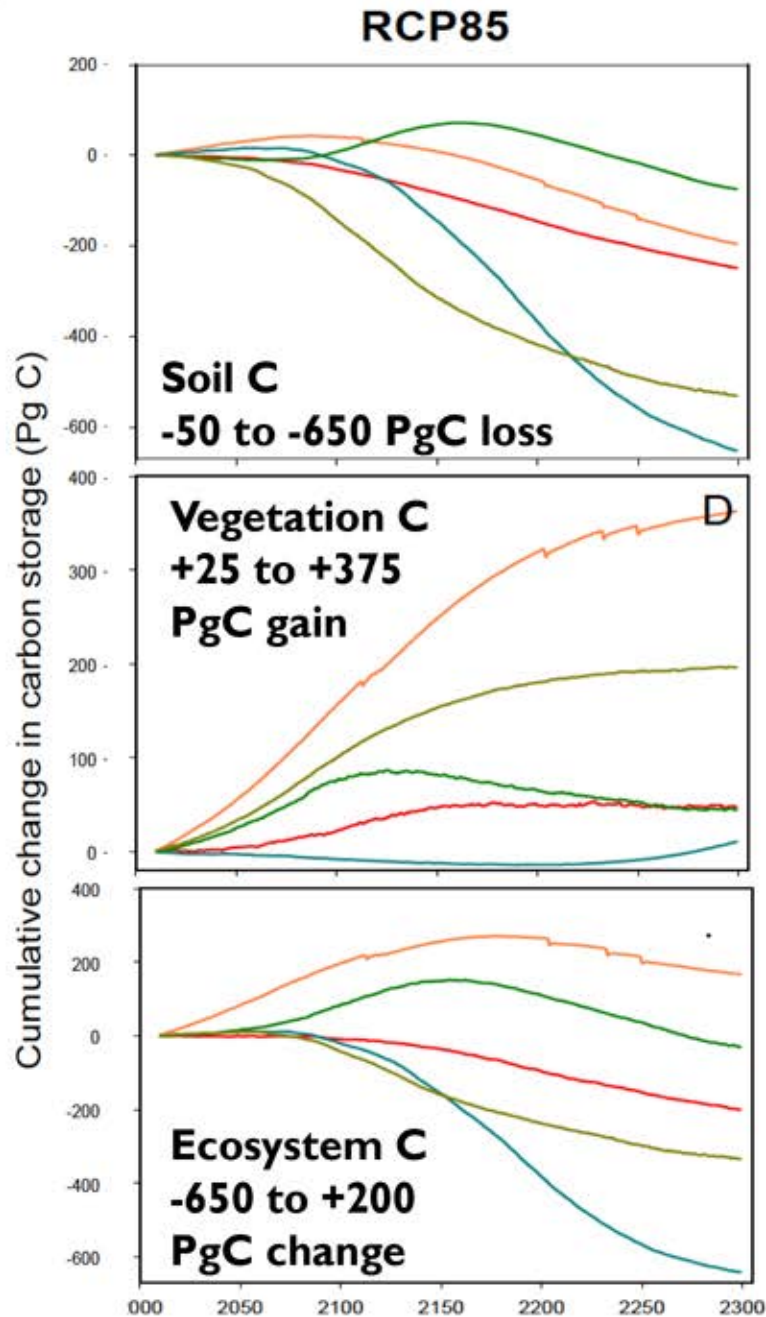 RCP85
Cumulative change in carbon storage (Pg C)
200
0
-200
-400
-600
Soil C
-50 to -650 PgC loss
400
300
200
100
0
Vegetation C
+25 to +375
PgC gain
D
400
200
0
-200
-400
-600
Ecosystem C
-650 to +200
PgC change
000 2050 2100 2150 2200 2250 2300